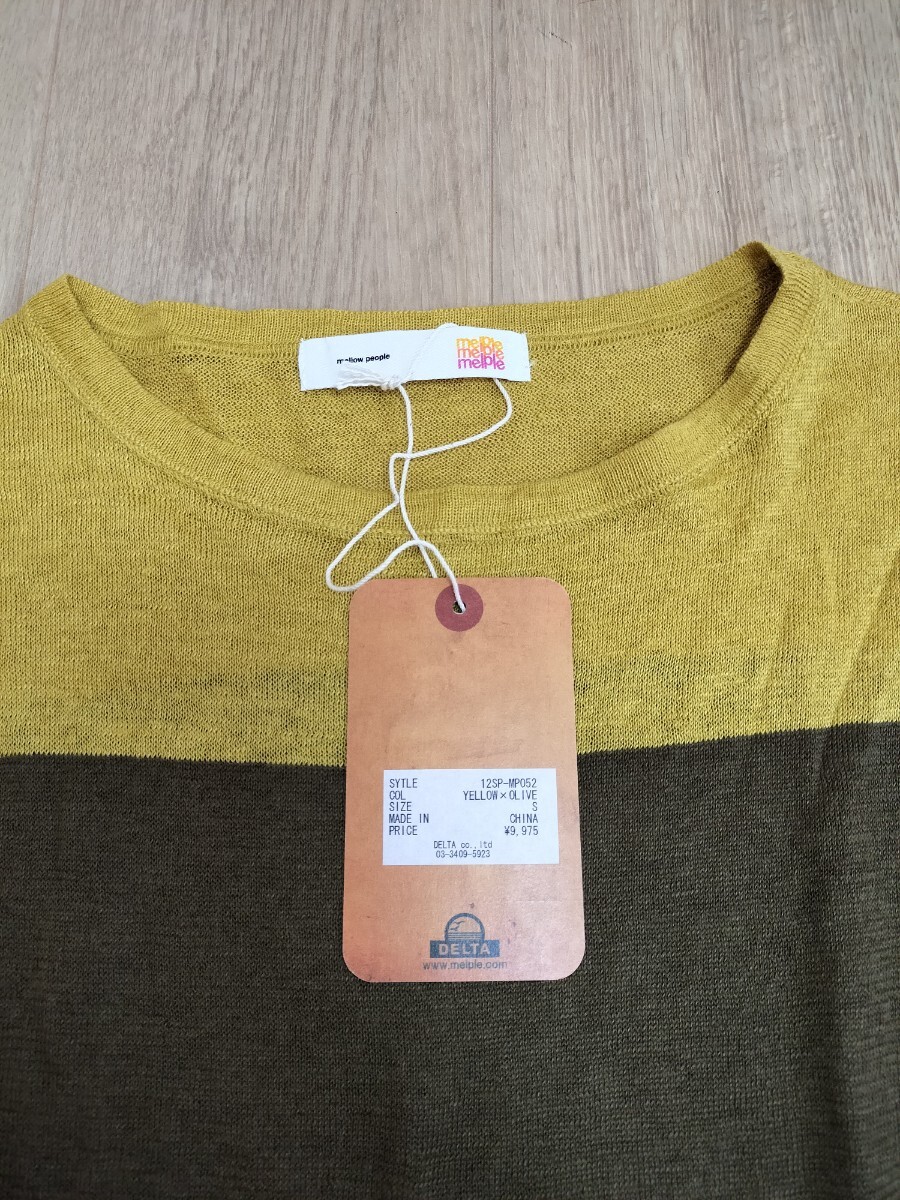 mellow people
melple
melple
melple
SYTLE 12SP-MP052
COL YELLOW×OLIVE
SIZE S
MADE IN CHINA
PRICE ¥9,975
DELTA co.,ltd
03-3409-5923
DELTA
www.melple.com